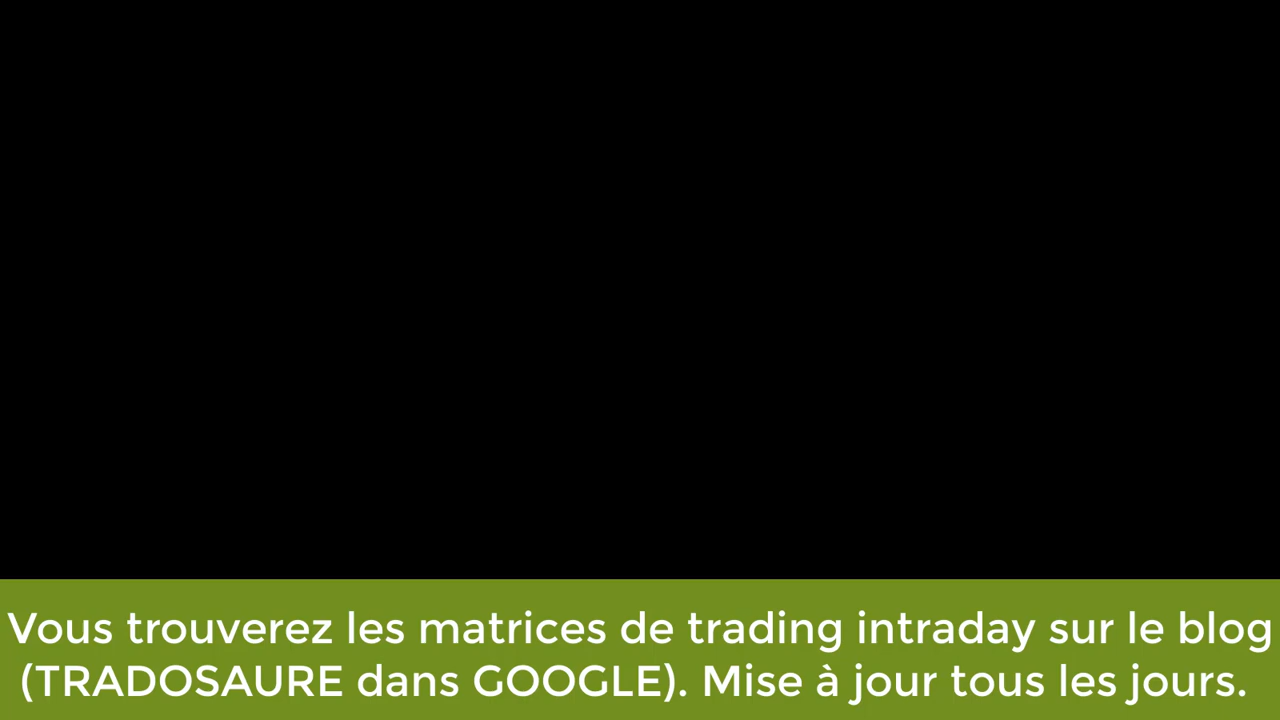 Vous trouverez les matrices de trading intraday sur le blog
(TRADOSAURE dans GOOGLE). Mise à jour tous les jours.